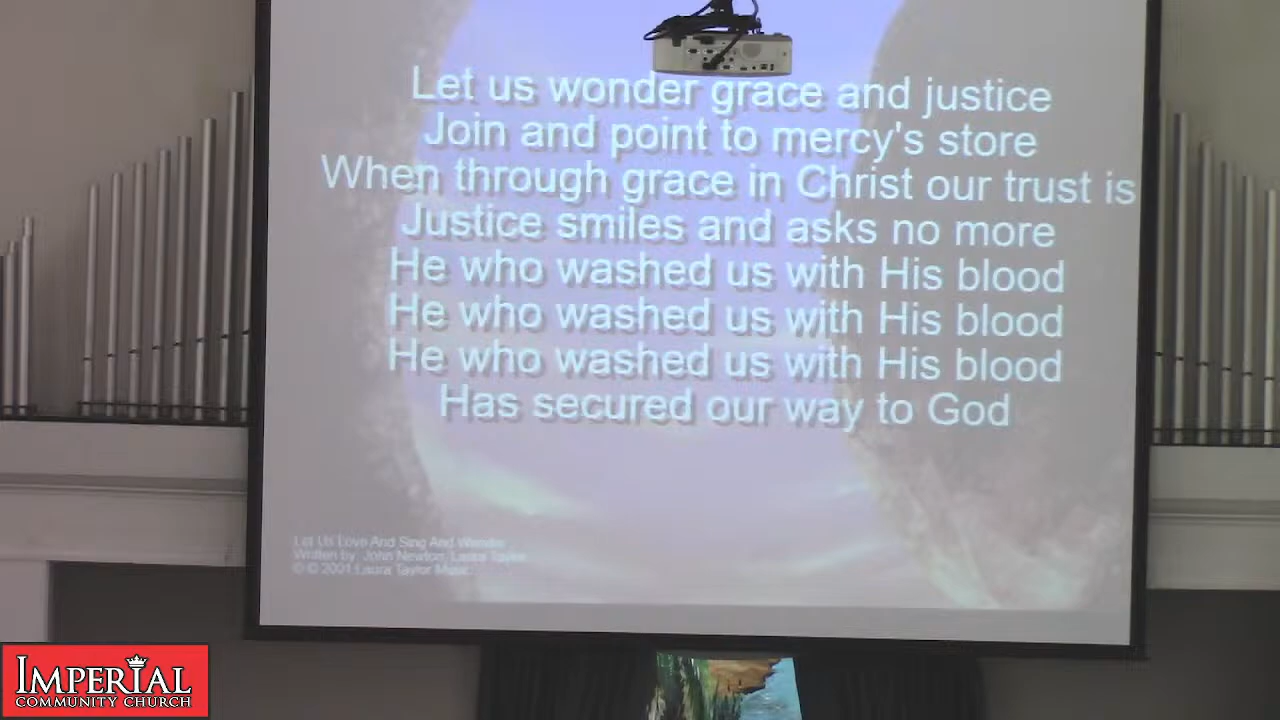 Let us wonder grace and justice
Join and point to mercy's store
When through grace in Christ our trust is
Justice smiles and asks no more
He who washed us with His blood
He who washed us with His blood
He who washed us with His blood
Has secured our way to God
Let Us Love And Sing And Wonder
Written by: John Newton, Laura Taylor
© © 2001 Laura Taylor Music.
IMPERIAL
COMMUNITY CHURCH